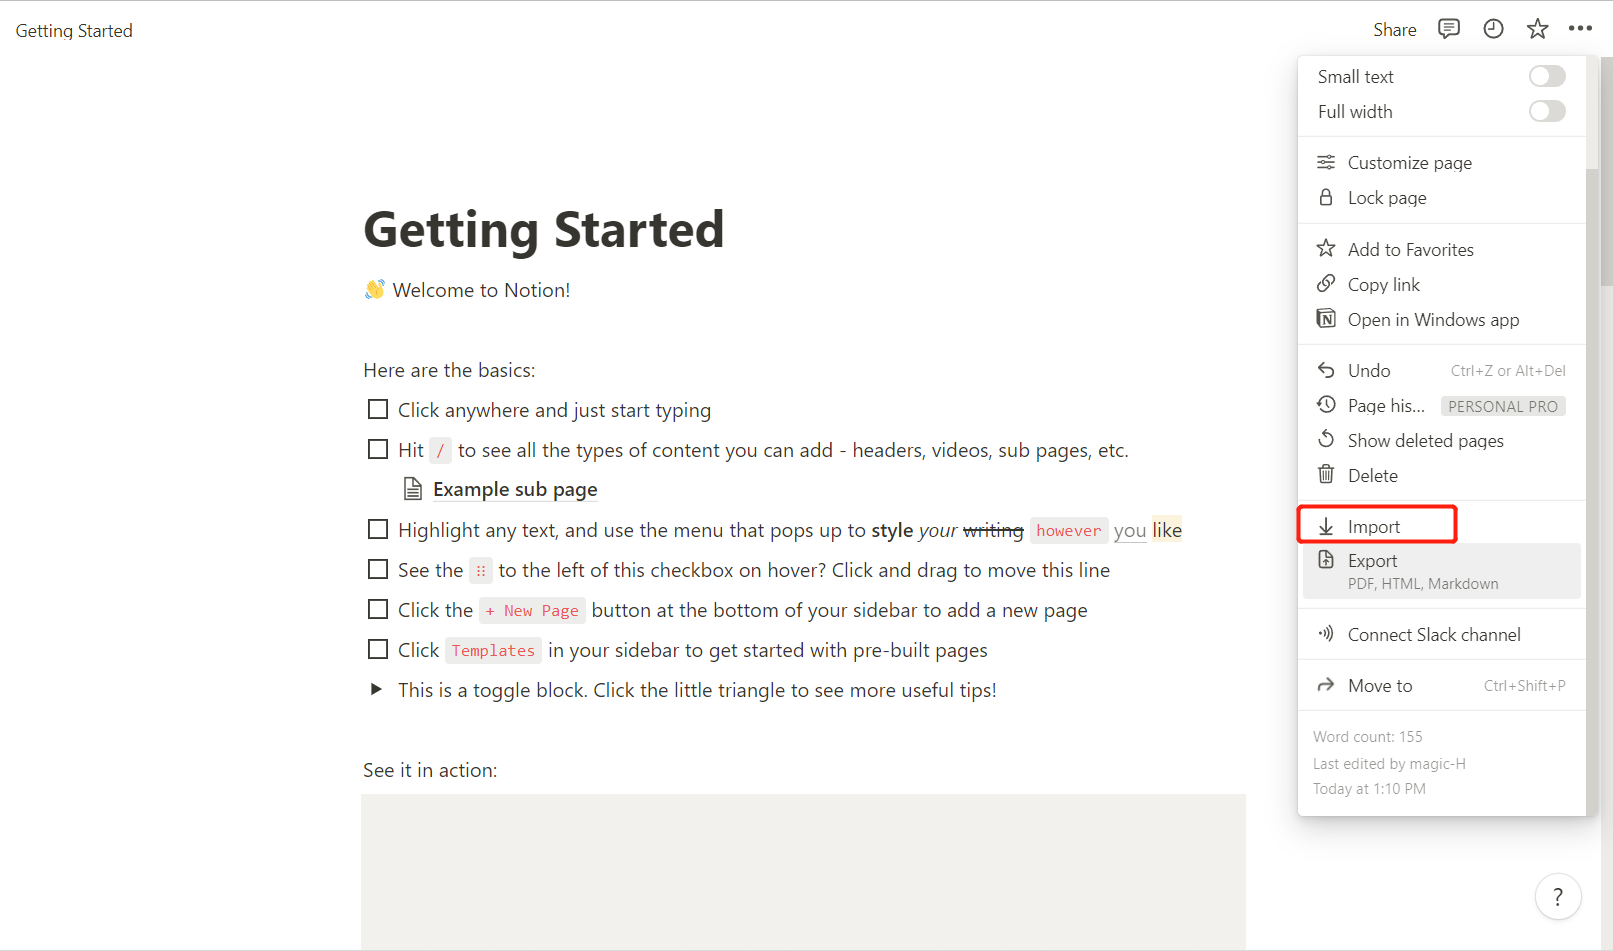 Getting Started
Share
Small text
Full width
Customize page
Lock page
Add to Favorites
Copy link
Open in Windows app
Undo Ctrl+Z or Alt+Del
Page his... PERSONAL PRO
Show deleted pages
Delete
Import
Export
PDF, HTML, Markdown
Connect Slack channel
Move to Ctrl+Shift+P
Word count: 155
Last edited by magic-H
Today at 1:10 PM
Getting Started
👋 Welcome to Notion!
Here are the basics:
Click anywhere and just start typing
Hit / to see all the types of content you can add - headers, videos, sub pages, etc.
Example sub page
Highlight any text, and use the menu that pops up to style your writing however you like
See the ⠿ to the left of this checkbox on hover? Click and drag to move this line
Click the + New Page button at the bottom of your sidebar to add a new page
Click Templates in your sidebar to get started with pre-built pages
This is a toggle block. Click the little triangle to see more useful tips!
See it in action:
?